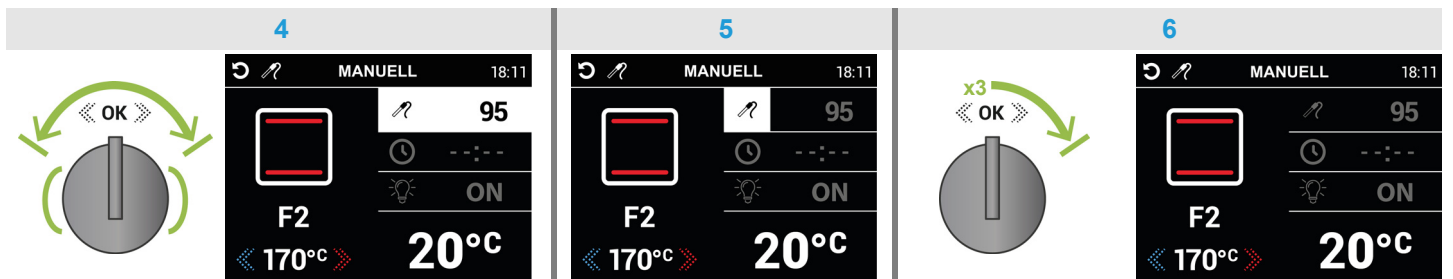 4
OK
MANUELL 18:11
95
--:--
ON
F2
170°C
20°C
5
MANUELL 18:11
95
--:--
ON
F2
170°C
20°C
6
x3
OK
MANUELL 18:11
95
--:--
ON
F2
170°C
20°C